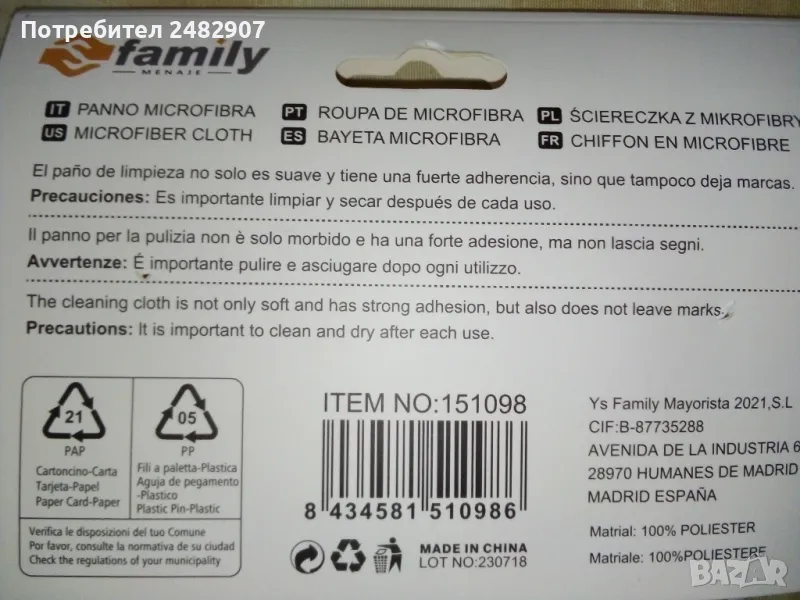 Потребител 2482907
family
MENAJE
IT PANNO MICROFIBRA
US MICROFIBER CLOTH
PT ROUPA DE MICROFIBRA
ES BAYETA MICROFIBRA
PL ŚCIERECZKA Z MIKROFIBRY
FR CHIFFON EN MICROFIBRE
El paño de limpieza no solo es suave y tiene una fuerte adherencia, sino que tampoco deja marcas.
Precauciones: Es importante limpiar y secar después de cada uso.
Il panno per la pulizia non è solo morbido e ha una forte adesione, ma non lascia segni.
Avvertenze: É importante pulire e asciugare dopo ogni utilizzo.
The cleaning cloth is not only soft and has strong adhesion, but also does not leave marks.
Precautions: It is important to clean and dry after each use.
21
PAP
Cartoncino-Carta
Tarjeta-Papel
Paper Card-Paper
05
PP
Fili a paletta-Plastica
Aguja de pegamento
-Plastico
Plastic Pin-Plastic
Verifica le disposizioni del tuo Comune
Por favor, consulte la normativa de su ciudad
Check the regulations of your municipality
ITEM NO:151098
8 434581 510986
MADE IN CHINA
LOT NO:230718
Ys Family Mayorista 2021,S.L
CIF:B-87735288
AVENIDA DE LA INDUSTRIA 6
28970 HUMANES DE MADRID
MADRID ESPAÑA
Matrial: 100% POLIESTER
Matriale: 100%POLIESTERE
BAZAR